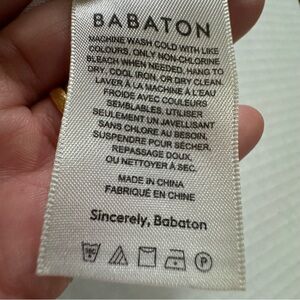 BABATON
MACHINE WASH COLD WITH LIKE
COLOURS, ONLY NON-CHLORINE
BLEACH WHEN NEEDED, HANG TO
DRY, COOL IRON, OR DRY CLEAN.
LAVER À LA MACHINE À L'EAU
FROIDE AVEC COULEURS
SEMBLABLES, UTILISER
SEULEMENT UN JAVELLISANT
SANS CHLORE AU BESOIN,
SUSPENDRE POUR SÉCHER,
REPASSAGE DOUX,
OU NETTOYER À SEC.
MADE IN CHINA
FABRIQUÉ EN CHINE
Sincerely, Babaton
30C
P